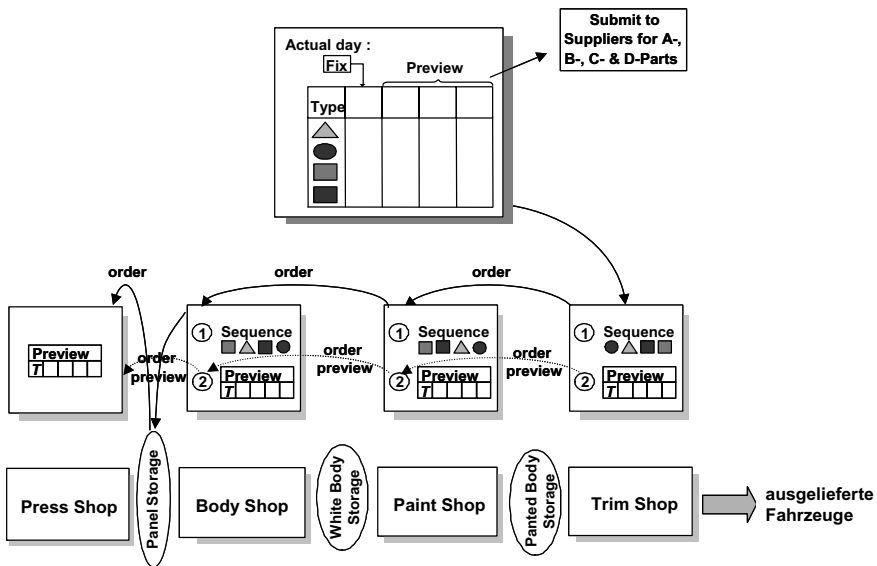 Submit to
Suppliers for A-,
B-, C- & D-Parts
Actual day :
Fix
Preview
Type
order
order
order
Preview
T
order
preview
1 Sequence
2
Preview
T
order
preview
1 Sequence
2
Preview
T
order
preview
1 Sequence
2
Preview
T
Press Shop
Panel Storage
Body Shop
White Body
Storage
Paint Shop
Panted Body
Storage
Trim Shop
ausgelieferte
Fahrzeuge